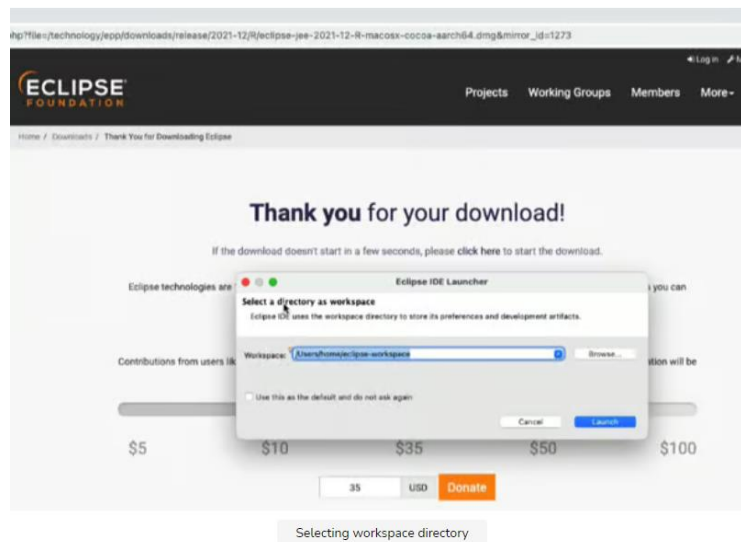 hp?file=/technology/epp/downloads/release/2021-12/R/eclipse-jee-2021-12-R-macosx-cocoa-aarch64.dmg&mirror_id=1273
Log in
ECLIPSE
FOUNDATION
Projects Working Groups Members More
Home / Downloads / Thank You for Downloading Eclipse
Thank you for your download!
If the download doesn't start in a few seconds, please click here to start the download.
Eclipse technologies are
you can
Eclipse IDE Launcher
Select a directory as workspace
Eclipse IDE uses the workspace directory to store its preferences and development artifacts.
Contributions from users lik
ation will be
Workspace: /Users/home/eclipse-workspace Browse...
Use this as the default and do not ask again
Cancel Launch
$5 $10 $35 $50 $100
35 USD Donate
Selecting workspace directory